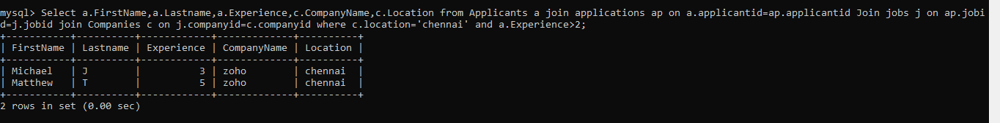 mysql> Select a.FirstName,a.Lastname,a.Experience,c.CompanyName,c.Location from Applicants a join applications ap on a.applicantid=ap.applicantid Join jobs j on ap.jobi
d=j.jobid join Companies c on j.companyid=c.companyid where c.location='chennai' and a.Experience>2;
+-----------+----------+------------+-------------+----------+
| FirstName | Lastname | Experience | CompanyName | Location |
+-----------+----------+------------+-------------+----------+
| Michael   | J        |          3 | zoho        | chennai  |
| Matthew   | T        |          5 | zoho        | chennai  |
+-----------+----------+------------+-------------+----------+
2 rows in set (0.00 sec)